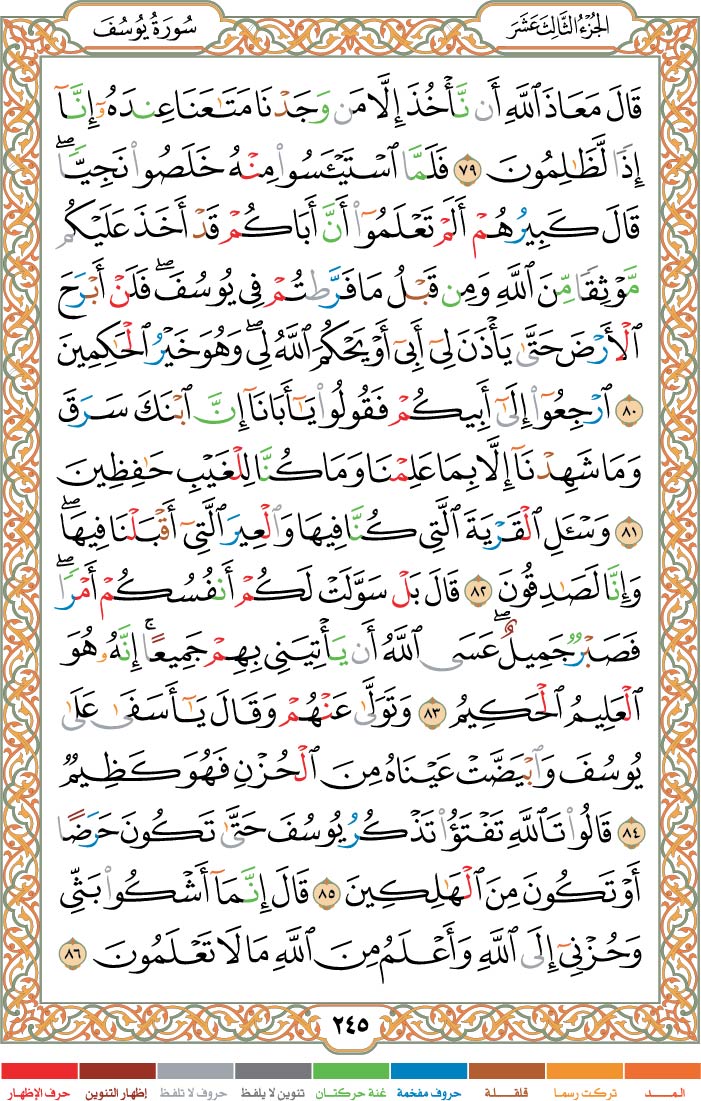 الجُزْءُ الثَّالِثَ عَشَرَ
سُورَةُ يُوسُفَ
قَالَ مَعَاذَ ٱللَّهِ أَن نَّأۡخُذَ إِلَّا مَن وَجَدۡنَا مَتَٰعَنَا عِندَهُۥٓ إِنَّآ
إِذٗا لَّظَٰلِمُونَ ٧٩ فَلَمَّا ٱسۡتَيۡـَٔسُواْ مِنۡهُ خَلَصُواْ نَجِيّٗاۖ
قَالَ كَبِيرُهُمۡ أَلَمۡ تَعۡلَمُوٓاْ أَنَّ أَبَاكُمۡ قَدۡ أَخَذَ عَلَيۡكُم
مَّوۡثِقٗا مِّنَ ٱللَّهِ وَمِن قَبۡلُ مَا فَرَّطتُمۡ فِي يُوسُفَۖ فَلَنۡ أَبۡرَحَ
ٱلۡأَرۡضَ حَتَّىٰ يَأۡذَنَ لِيٓ أَبِيٓ أَوۡ يَحۡكُمَ ٱللَّهُ لِيۖ وَهُوَ خَيۡرُ ٱلۡحَٰكِمِينَ
٨٠ ٱرۡجِعُوٓاْ إِلَىٰٓ أَبِيكُمۡ فَقُولُواْ يَٰٓأَبَانَآ إِنَّ ٱبۡنَكَ سَرَقَ
وَمَا شَهِدۡنَآ إِلَّا بِمَا عَلِمۡنَا وَمَا كُنَّا لِلۡغَيۡبِ حَٰفِظِينَ
٨١ وَسۡـَٔلِ ٱلۡقَرۡيَةَ ٱلَّتِي كُنَّا فِيهَا وَٱلۡعِيرَ ٱلَّتِيٓ أَقۡبَلۡنَا فِيهَاۖ
وَإِنَّا لَصَٰدِقُونَ ٨٢ قَالَ بَلۡ سَوَّلَتۡ لَكُمۡ أَنفُسُكُمۡ أَمۡرٗاۖ
فَصَبۡرٞ جَمِيلٌۖ عَسَى ٱللَّهُ أَن يَأۡتِيَنِي بِهِمۡ جَمِيعًاۚ إِنَّهُۥ هُوَ
ٱلۡعَلِيمُ ٱلۡحَكِيمُ ٨٣ وَتَوَلَّىٰ عَنۡهُمۡ وَقَالَ يَٰٓأَسَفَىٰ عَلَىٰ
يُوسُفَ وَٱبۡيَضَّتۡ عَيۡنَاهُ مِنَ ٱلۡحُزۡنِ فَهُوَ كَظِيمٞ
٨٤ قَالُواْ تَٱللَّهِ تَفۡتَؤُاْ تَذۡكُرُ يُوسُفَ حَتَّىٰ تَكُونَ حَرَضًا
أَوۡ تَكُونَ مِنَ ٱلۡهَٰلِكِينَ ٨٥ قَالَ إِنَّمَآ أَشۡكُواْ بَثِّي
وَحُزۡنِيٓ إِلَى ٱللَّهِ وَأَعۡلَمُ مِنَ ٱللَّهِ مَا لَا تَعۡلَمُونَ ٨٦
٢٤٥
المـــد تركت رسما قلقـلة حروف مفخمة غنة حركتـان تنوين لا يلفظ حروف لا تلفظ إظهار التنوين حرف الإظهار